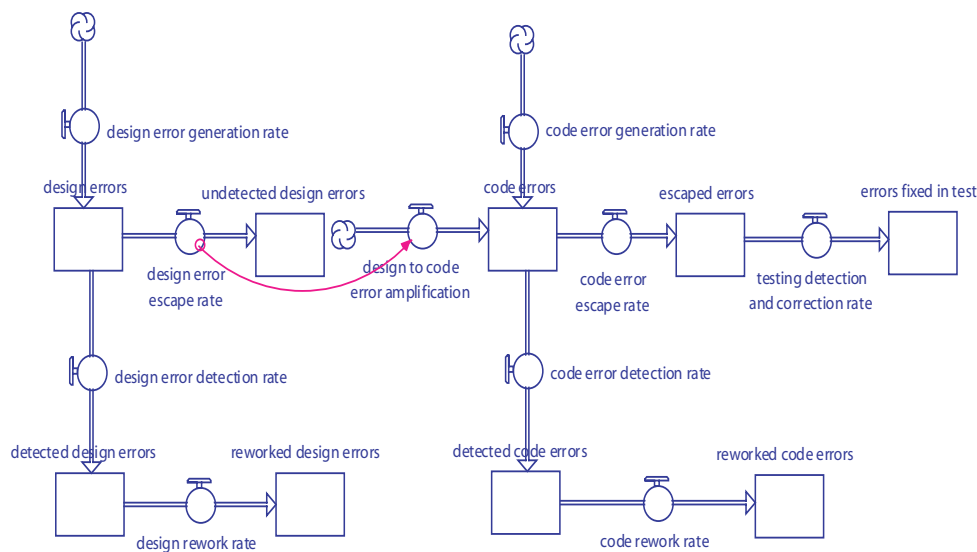 design error generation rate
code error generation rate
design errors
undetected design errors
code errors
escaped errors
errors fixed in test
design error
escape rate
design to code
error amplification
code error
escape rate
testing detection
and correction rate
design error detection rate
code error detection rate
detected design errors
reworked design errors
detected code errors
reworked code errors
design rework rate
code rework rate